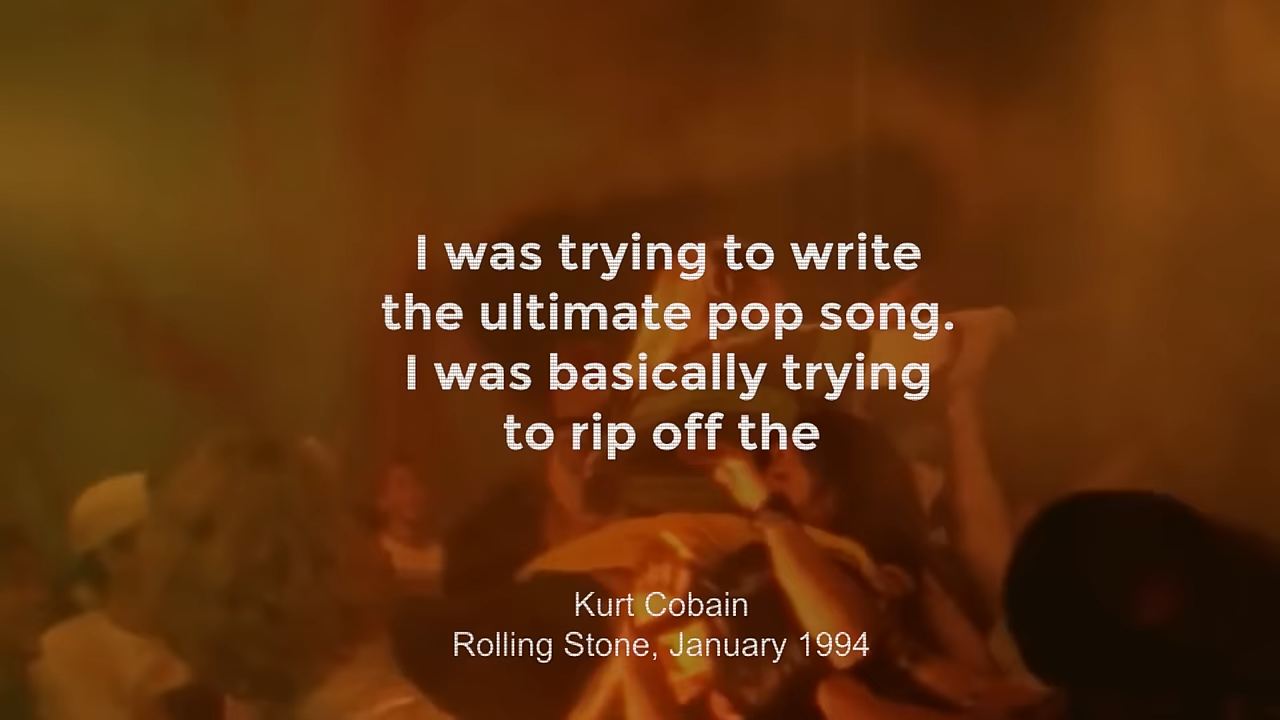 I was trying to write
the ultimate pop song.
I was basically trying
to rip off the
Kurt Cobain
Rolling Stone, January 1994